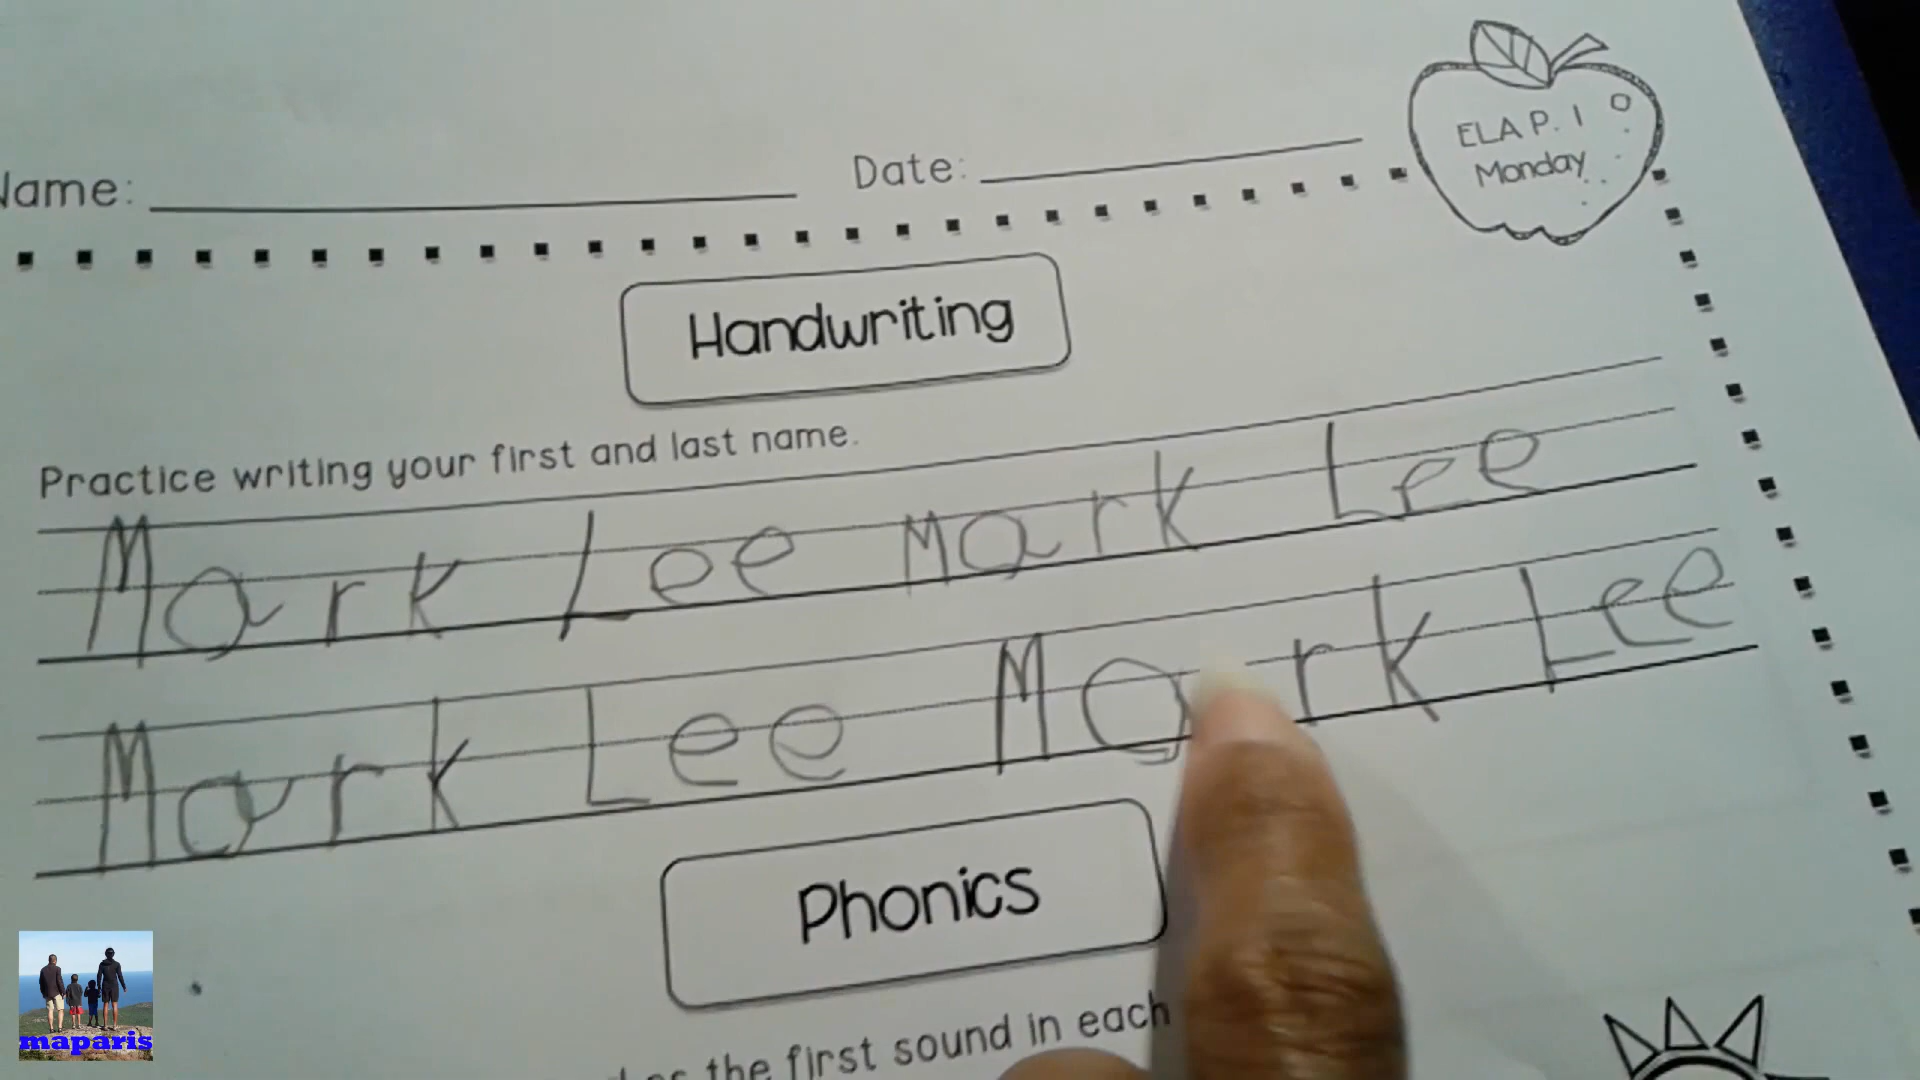 Name:
Date:
ELA P. 1
Monday
Handwriting
Practice writing your first and last name.
Mark Lee Mark Lee
Mark Lee Mark Lee
Phonics
the first sound in each
maparis